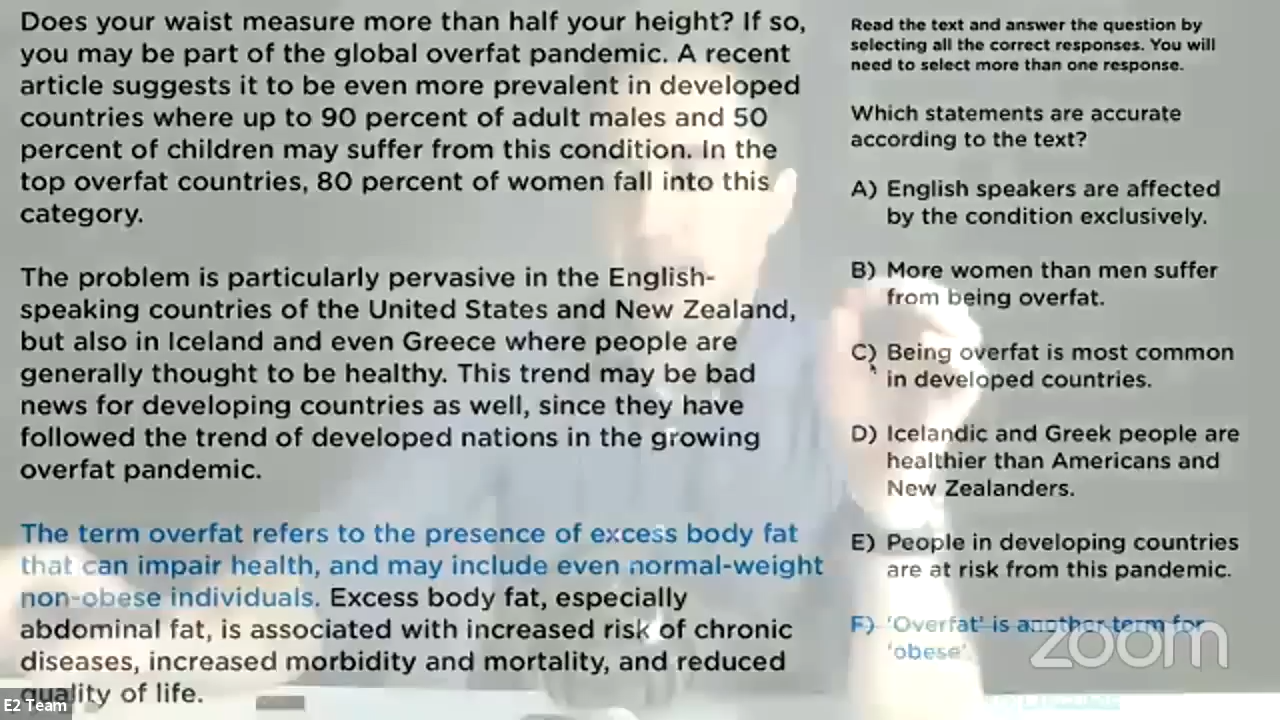 Does your waist measure more than half your height? If so,
you may be part of the global overfat pandemic. A recent
article suggests it to be even more prevalent in developed
countries where up to 90 percent of adult males and 50
percent of children may suffer from this condition. In the
top overfat countries, 80 percent of women fall into this
category.
The problem is particularly pervasive in the English-
speaking countries of the United States and New Zealand,
but also in Iceland and even Greece where people are
generally thought to be healthy. This trend may be bad
news for developing countries as well, since they have
followed the trend of developed nations in the growing
overfat pandemic.
The term overfat refers to the presence of excess body fat
that can impair health, and may include even normal-weight
non-obese individuals. Excess body fat, especially
abdominal fat, is associated with increased risk of chronic
diseases, increased morbidity and mortality, and reduced
quality of life.
Read the text and answer the question by
selecting all the correct responses. You will
need to select more than one response.
Which statements are accurate
according to the text?
A) English speakers are affected
by the condition exclusively.
B) More women than men suffer
from being overfat.
C) Being overfat is most common
in developed countries.
D) Icelandic and Greek people are
healthier than Americans and
New Zealanders.
E) People in developing countries
are at risk from this pandemic.
F) 'Overfat' is another term for
'obese'
zoom
E2 Team